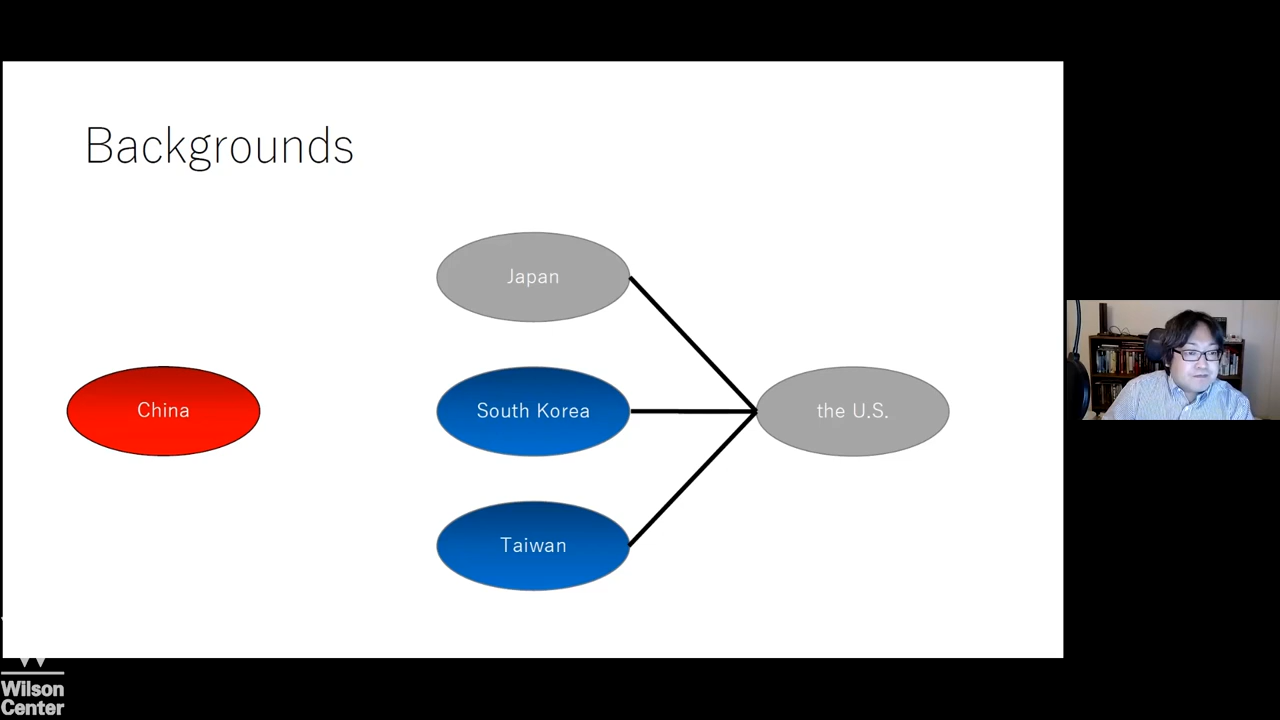 Backgrounds
Japan
China
South Korea
the U.S.
Taiwan
Wilson
Center